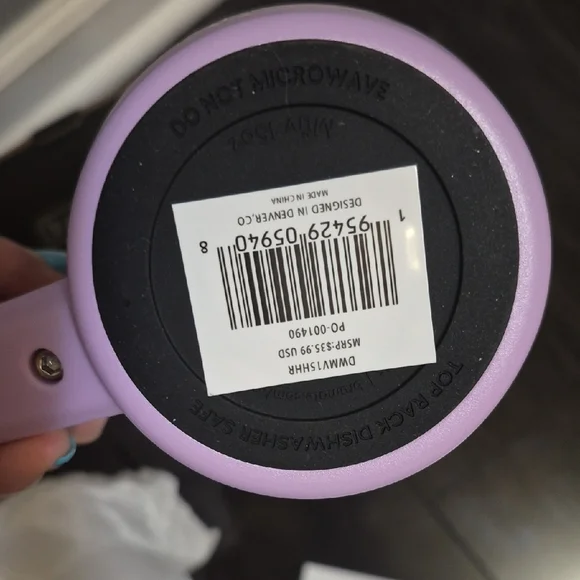 DO NOT MICROWAVE
DWMV15HHR
MSRP:$35.99 USD
PO-001490
1 95429 05940 8
DESIGNED IN DENVER,CO
MADE IN CHINA
TOP RACK DISHWASHER SAFE